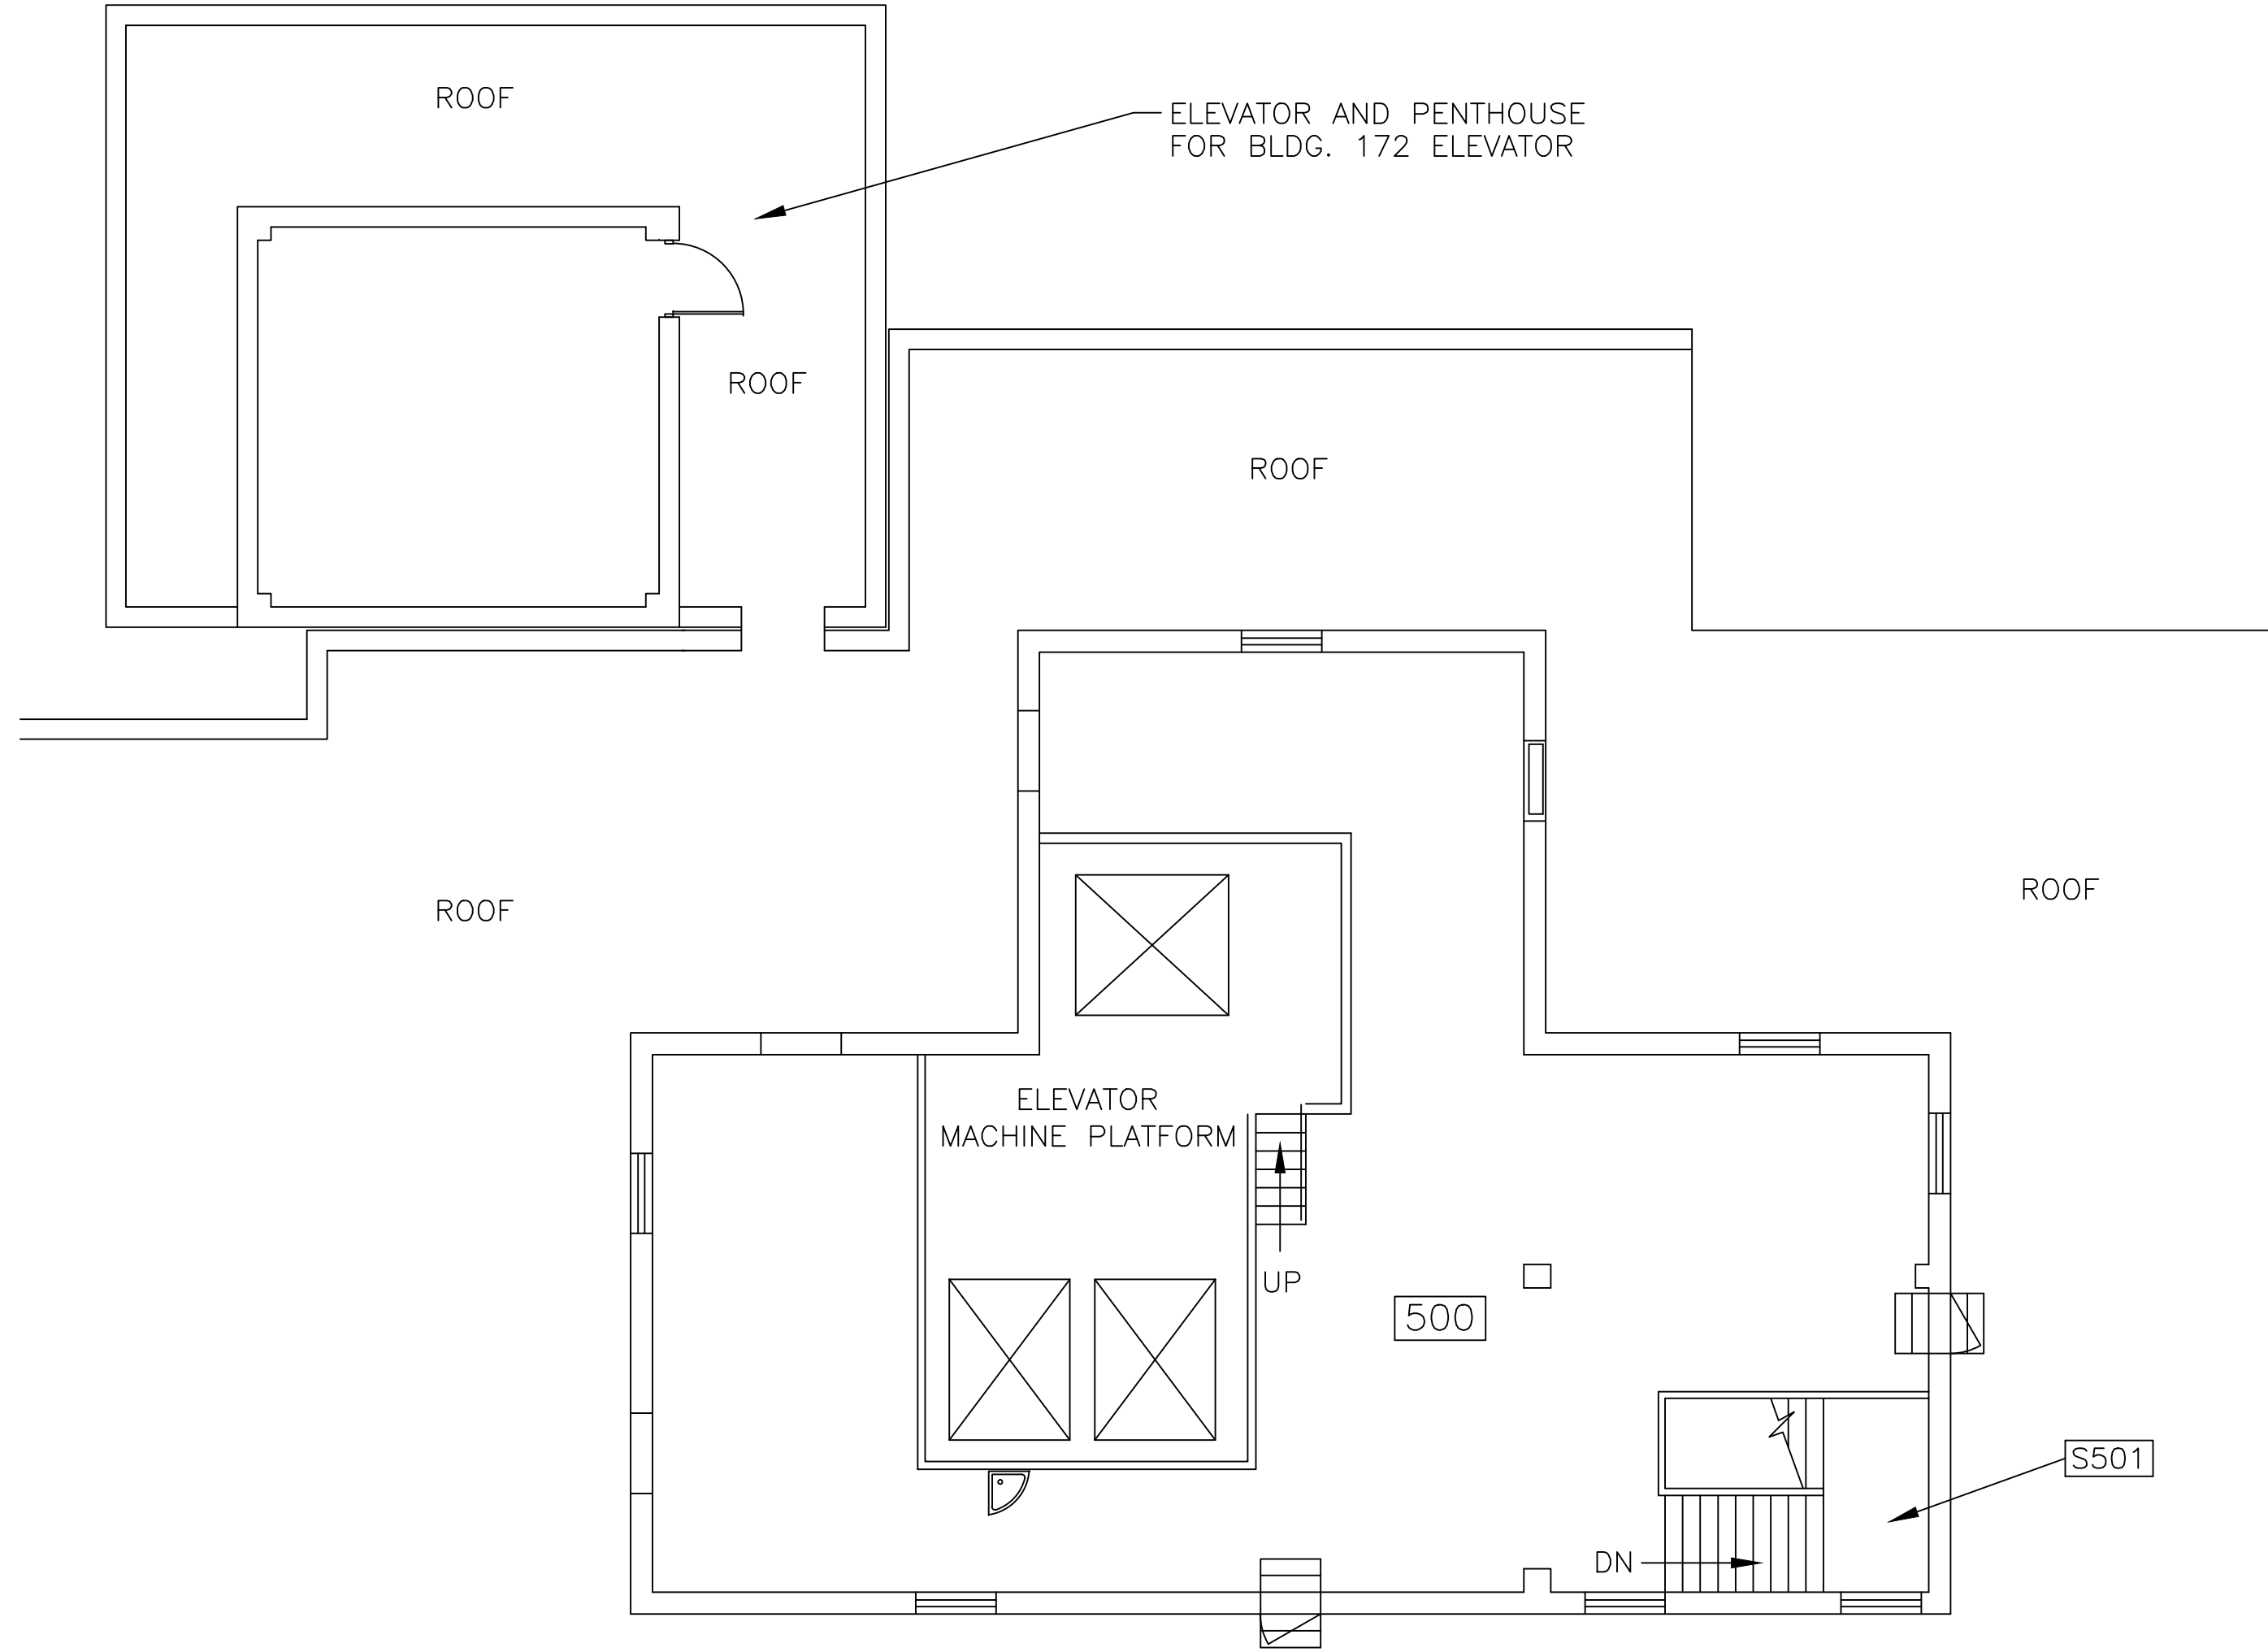 ROOF
ELEVATOR AND PENTHOUSE
FOR BLDG. 172 ELEVATOR
ROOF
ROOF
ROOF
ROOF
ELEVATOR
MACHINE PLATFORM
UP
500
S501
DN